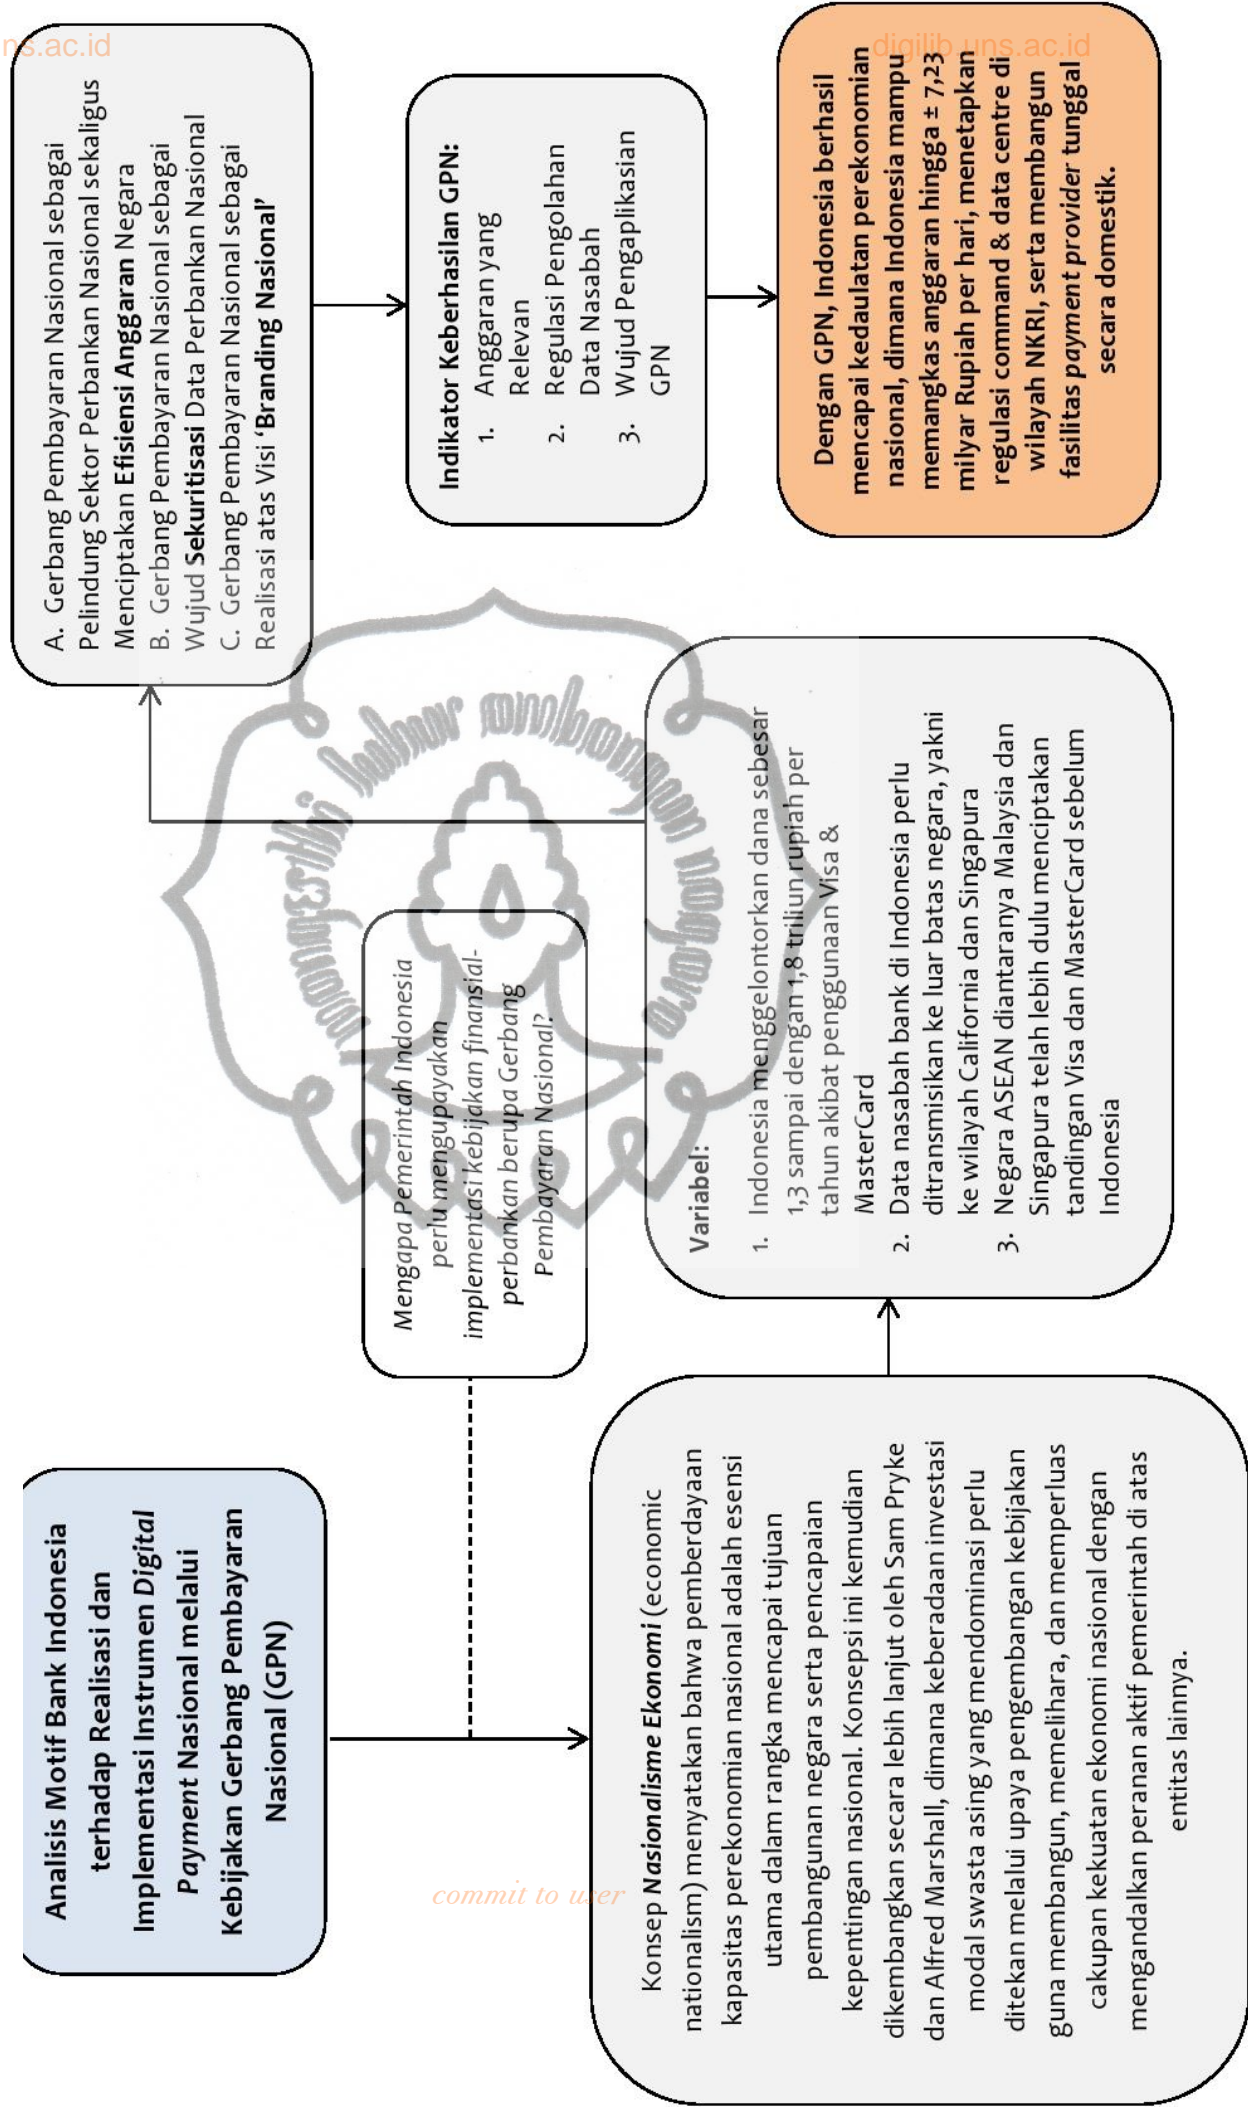 ns.ac.id
digilib.uns.ac.id
Analisis Motif Bank Indonesia
terhadap Realisasi dan
Implementasi Instrumen Digital
Payment Nasional melalui
Kebijakan Gerbang Pembayaran
Nasional (GPN)
Mengapa Pemerintah Indonesia
perlu mengupayakan
implementasi kebijakan finansial-
perbankan berupa Gerbang
Pembayaran Nasional?
Konsep Nasionalisme Ekonomi (economic
nationalism) menyatakan bahwa pemberdayaan
kapasitas perekonomian nasional adalah esensi
utama dalam rangka mencapai tujuan
pembangunan negara serta pencapaian
kepentingan nasional. Konsepsi ini kemudian
dikembangkan secara lebih lanjut oleh Sam Pryke
dan Alfred Marshall, dimana keberadaan investasi
modal swasta asing yang mendominasi perlu
ditekan melalui upaya pengembangan kebijakan
guna membangun, memelihara, dan memperluas
cakupan kekuatan ekonomi nasional dengan
mengandalkan peranan aktif pemerintah di atas
entitas lainnya.
Variabel:
1. Indonesia menggelontorkan dana sebesar
1,3 sampai dengan 1,8 triliun rupiah per
tahun akibat penggunaan Visa &
MasterCard
2. Data nasabah bank di Indonesia perlu
ditransmisikan ke luar batas negara, yakni
ke wilayah California dan Singapura
3. Negara ASEAN diantaranya Malaysia dan
Singapura telah lebih dulu menciptakan
tandingan Visa dan MasterCard sebelum
Indonesia
A. Gerbang Pembayaran Nasional sebagai
Pelindung Sektor Perbankan Nasional sekaligus
Menciptakan Efisiensi Anggaran Negara
B. Gerbang Pembayaran Nasional sebagai
Wujud Sekuritisasi Data Perbankan Nasional
C. Gerbang Pembayaran Nasional sebagai
Realisasi atas Visi ‘Branding Nasional’
Indikator Keberhasilan GPN:
1. Anggaran yang
Relevan
2. Regulasi Pengolahan
Data Nasabah
3. Wujud Pengaplikasian
GPN
Dengan GPN, Indonesia berhasil
mencapai kedaulatan perekonomian
nasional, dimana Indonesia mampu
memangkas anggaran hingga ± 7,23
milyar Rupiah per hari, menetapkan
regulasi command & data centre di
wilayah NKRI, serta membangun
fasilitas payment provider tunggal
secara domestik.
commit to user